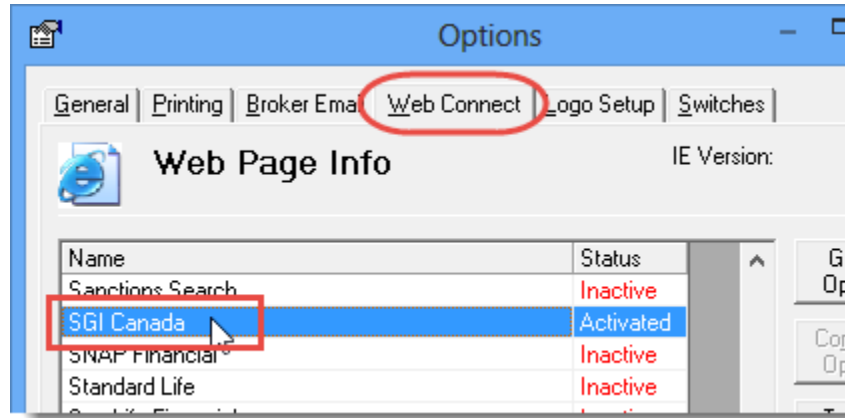 Options
General Printing Broker Email Web Connect Logo Setup Switches
Web Page Info IE Version:
Name Status
Sanctions Search Inactive
SGI Canada Activated
SNAP Financial Inactive
Standard Life Inactive